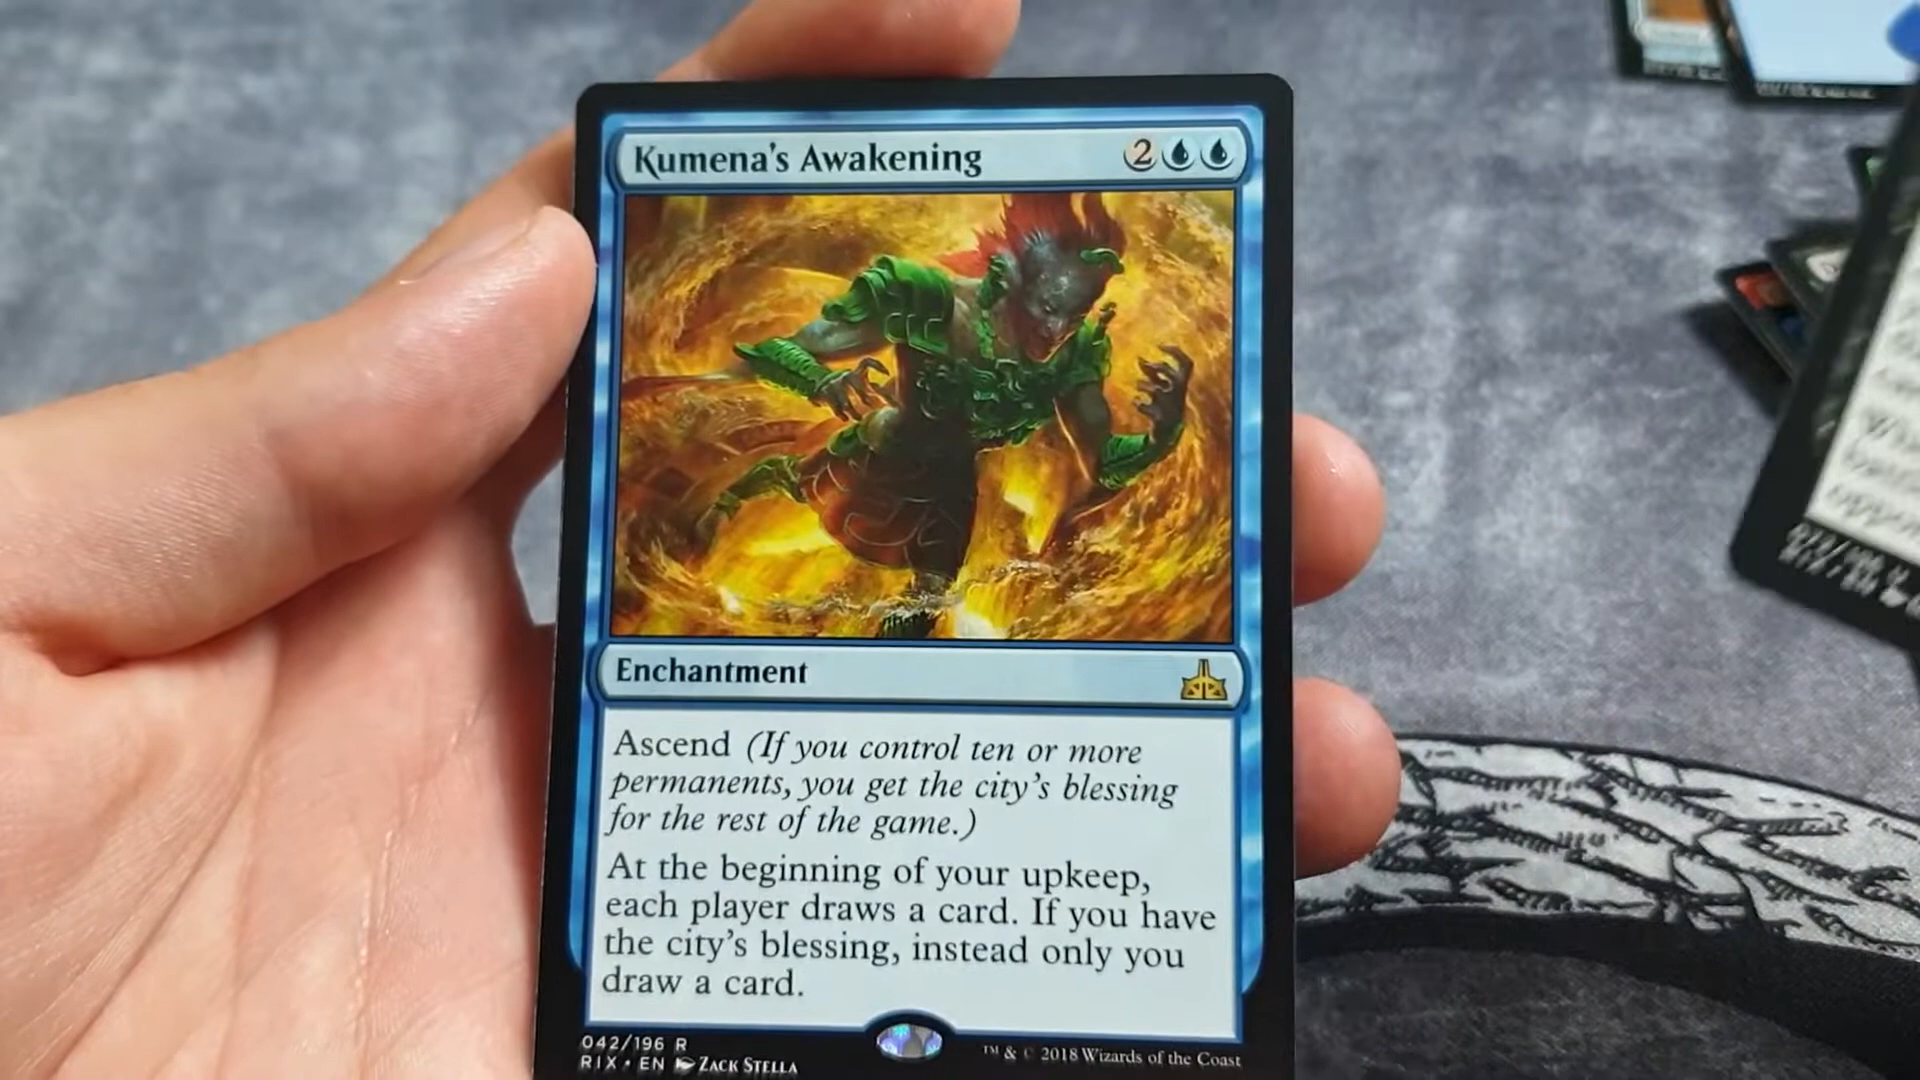 Kumena's Awakening 2
Enchantment
Ascend (If you control ten or more
permanents, you get the city's blessing
for the rest of the game.)
At the beginning of your upkeep,
each player draws a card. If you have
the city's blessing, instead only you
draw a card.
042/196 R
RIX • EN ZACK STELLA
™ & © 2018 Wizards of the Coast